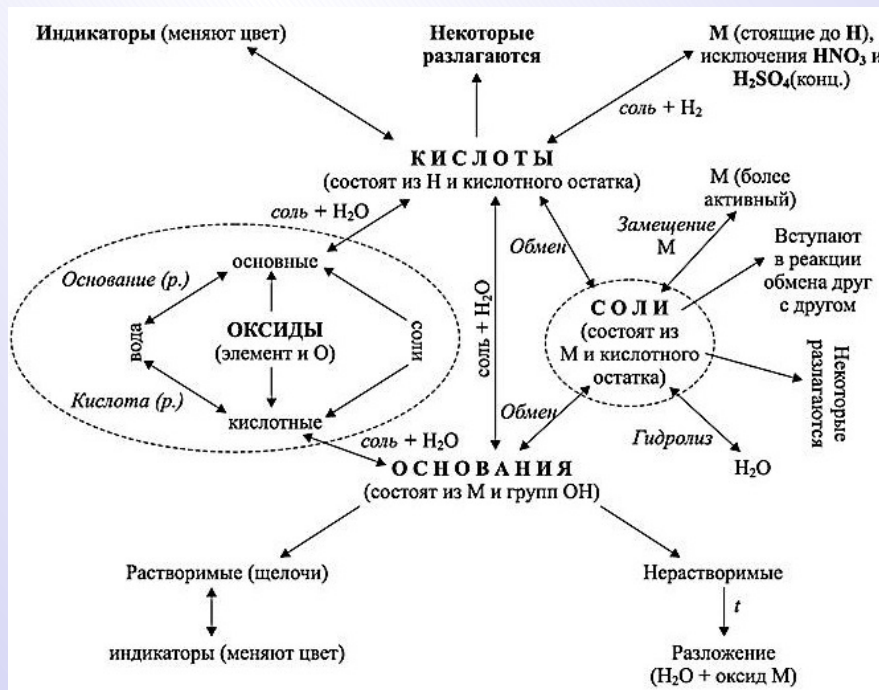 Индикаторы (меняют цвет)
Некоторые
разлагаются
М (стоящие до Н),
исключения HNO₃ и
H₂SO₄(конц.)
соль + H₂
КИСЛОТЫ
(состоят из Н и кислотного остатка)
соль + H₂O
Обмен
Замещение
М
М (более
активный)
Вступают
в реакции
обмена друг
с другом
основные
Основание (р.)
вода
ОКСИДЫ
(элемент и О)
соли
Кислота (р.)
кислотные
соль + H₂O
соль + H₂O
СОЛИ
(состоят из
М и кислотного
остатка)
Некоторые
разлагаются
Обмен
Гидролиз
H₂O
ОСНОВАНИЯ
(состоят из М и групп ОН)
Растворимые (щелочи)
индикаторы (меняют цвет)
Нерастворимые
t
Разложение
(H₂O + оксид М)